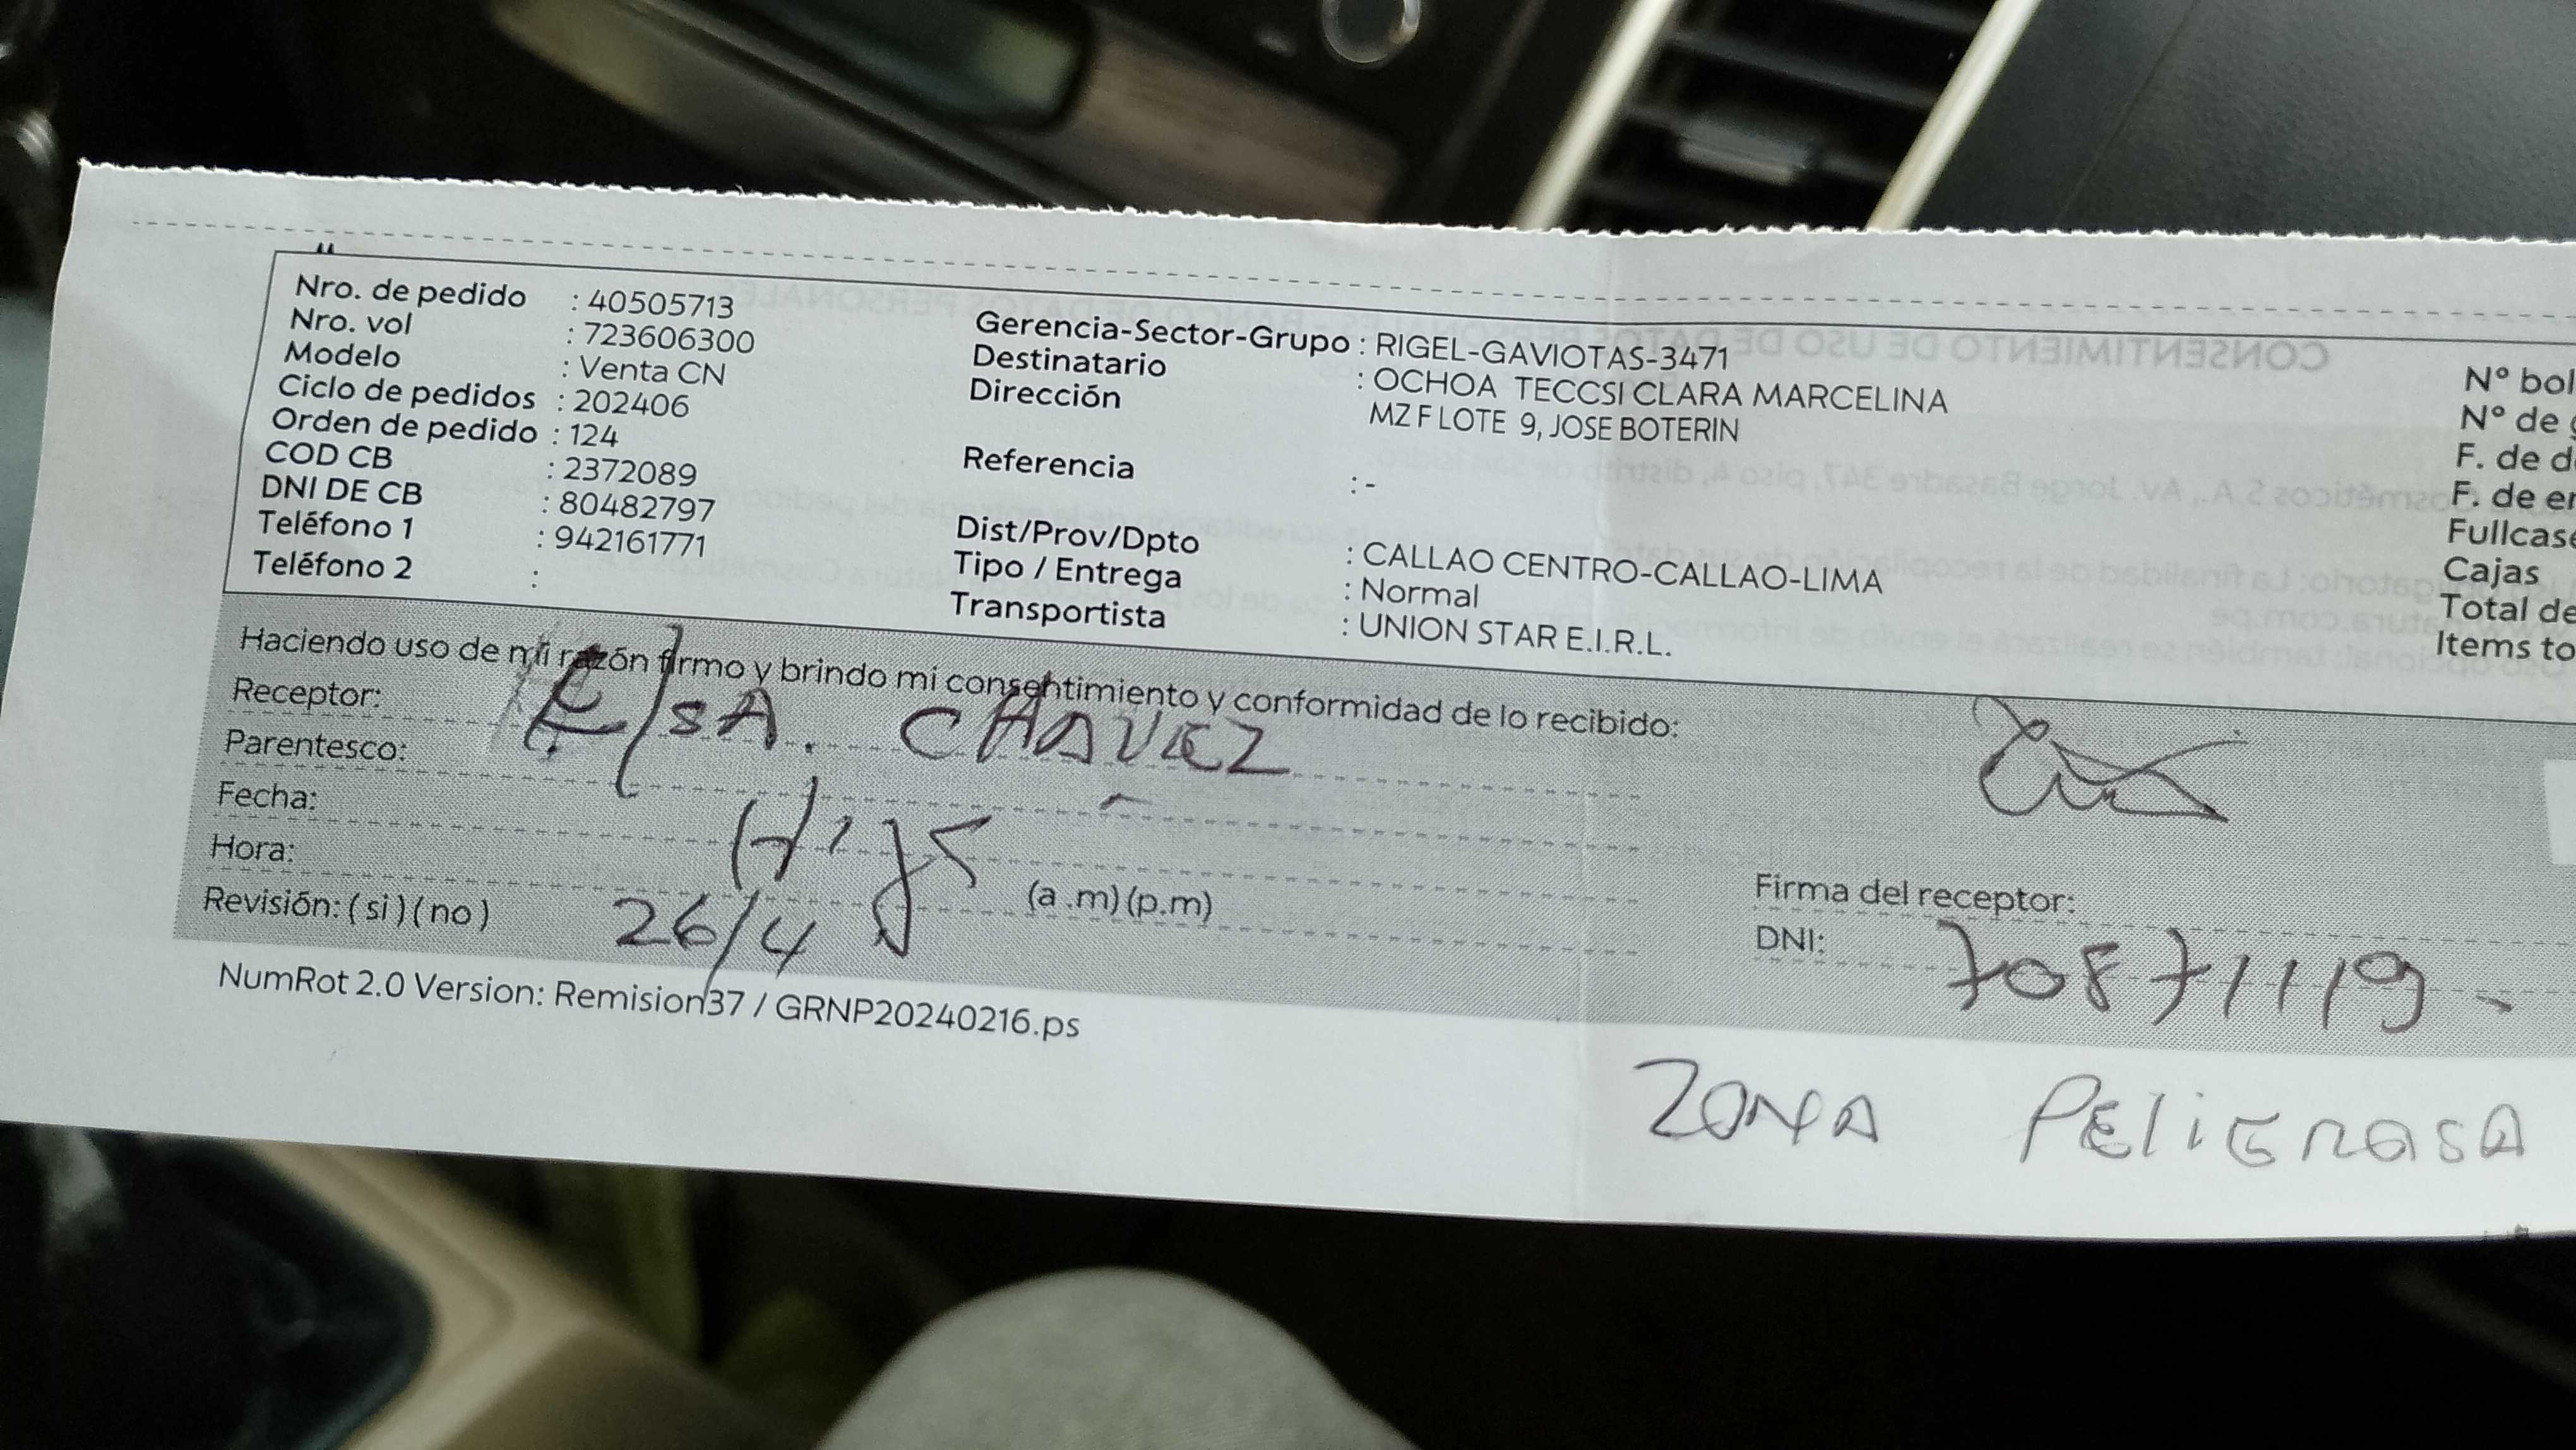 Nro. de pedido : 40505713
Nro. vol : 723606300
Modelo : Venta CN
Ciclo de pedidos : 202406
Orden de pedido : 124
COD CB : 2372089
DNI DE CB : 80482797
Teléfono 1 : 942161771
Teléfono 2 :
Gerencia-Sector-Grupo : RIGEL-GAVIOTAS-3471
Destinatario : OCHOA TECCSI CLARA MARCELINA
Dirección MZ F LOTE 9, JOSE BOTERIN
Referencia : -
Dist/Prov/Dpto : CALLAO CENTRO-CALLAO-LIMA
Tipo / Entrega : Normal
Transportista : UNION STAR E.I.R.L.
Nº bol
Nº de
F. de d
F. de en
Fullcase
Cajas
Total de
Items to
Haciendo uso de mi razón firmo y brindo mi consentimiento y conformidad de lo recibido:
Receptor: ElsA. CHAVEZ
Parentesco:
Fecha:
Hora: (a .m) (p.m)
Revisión: ( si ) ( no ) 26/4
Firma del receptor:
DNI: 70871119
NumRot 2.0 Version: Remision37 / GRNP20240216.ps
ZONA PELIGROSA